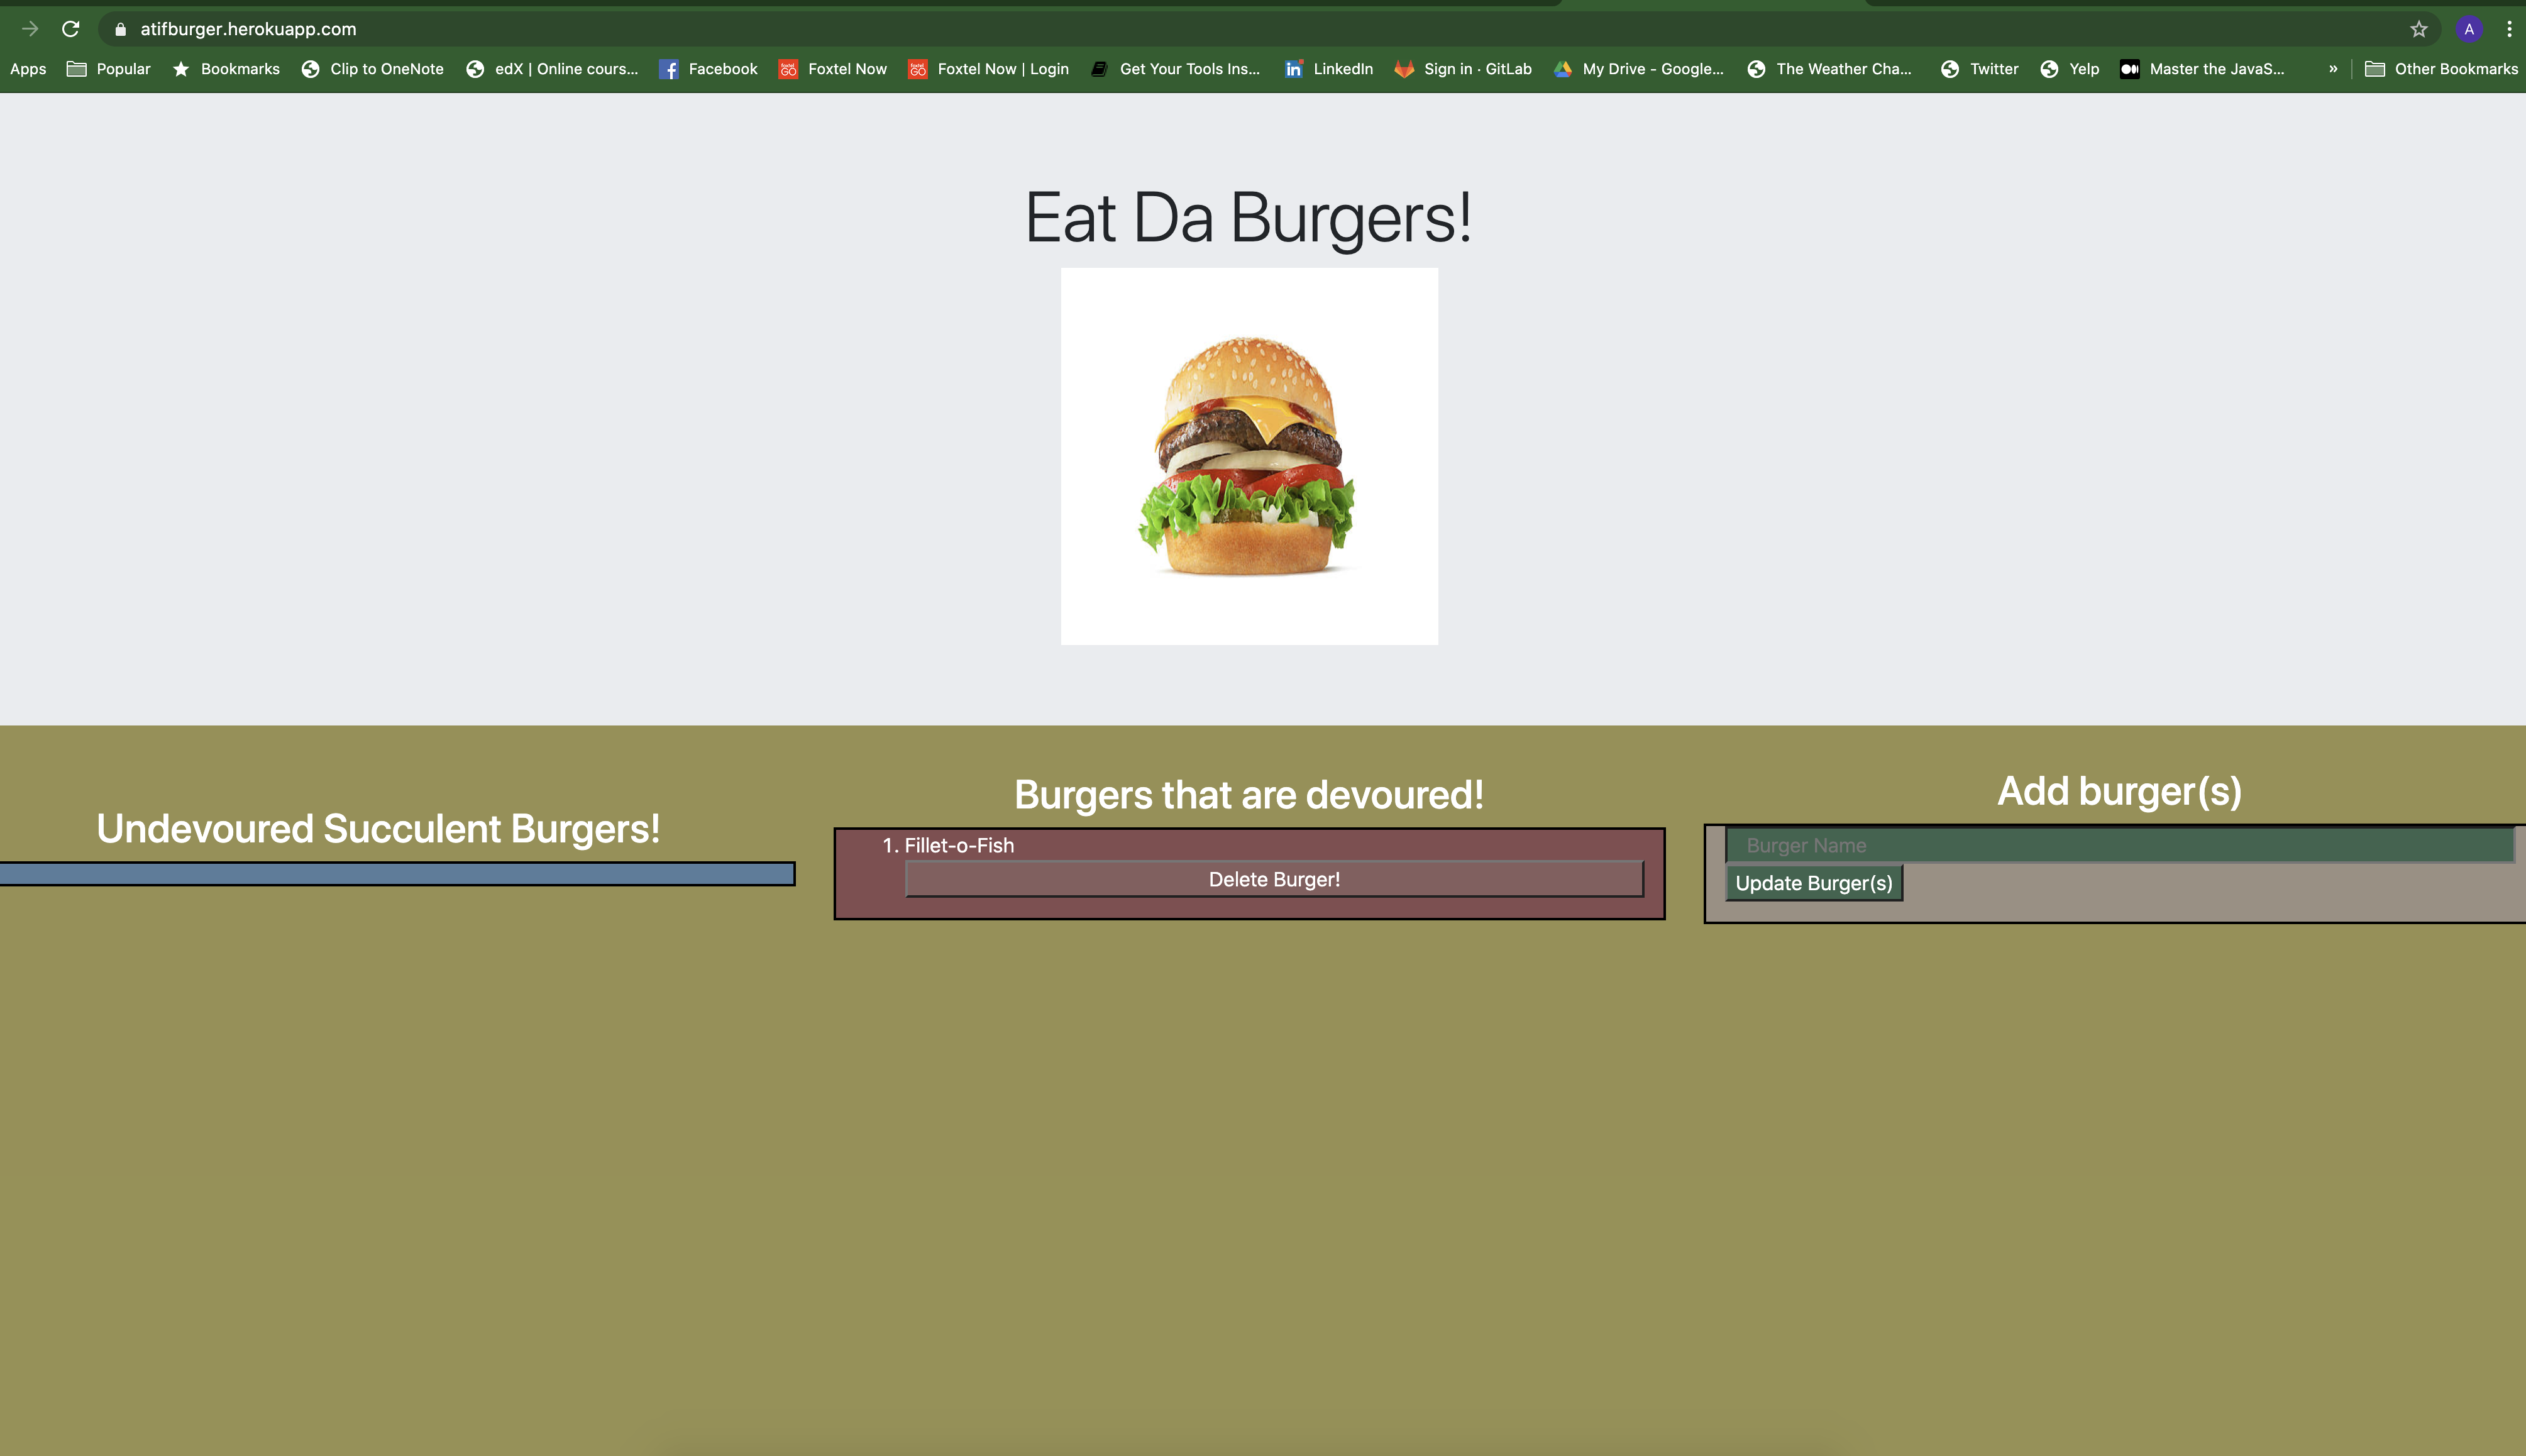 atifburger.herokuapp.com
A
Apps Popular Bookmarks Clip to OneNote edX | Online cours... Facebook Foxtel Now Foxtel Now | Login Get Your Tools Ins... LinkedIn Sign in · GitLab My Drive - Google... The Weather Cha... Twitter Yelp Master the JavaS... » Other Bookmarks
Eat Da Burgers!
Undevoured Succulent Burgers!
Burgers that are devoured!
1. Fillet-o-Fish
Delete Burger!
Add burger(s)
Burger Name
Update Burger(s)